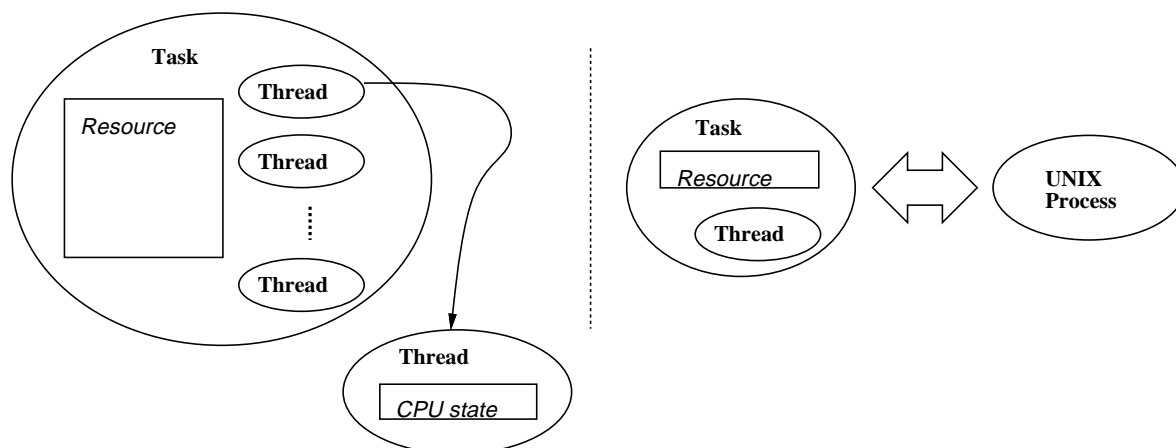 Task
Thread
Resource
Thread
Thread
Thread
CPU state
Task
Resource
Thread
UNIX
Process